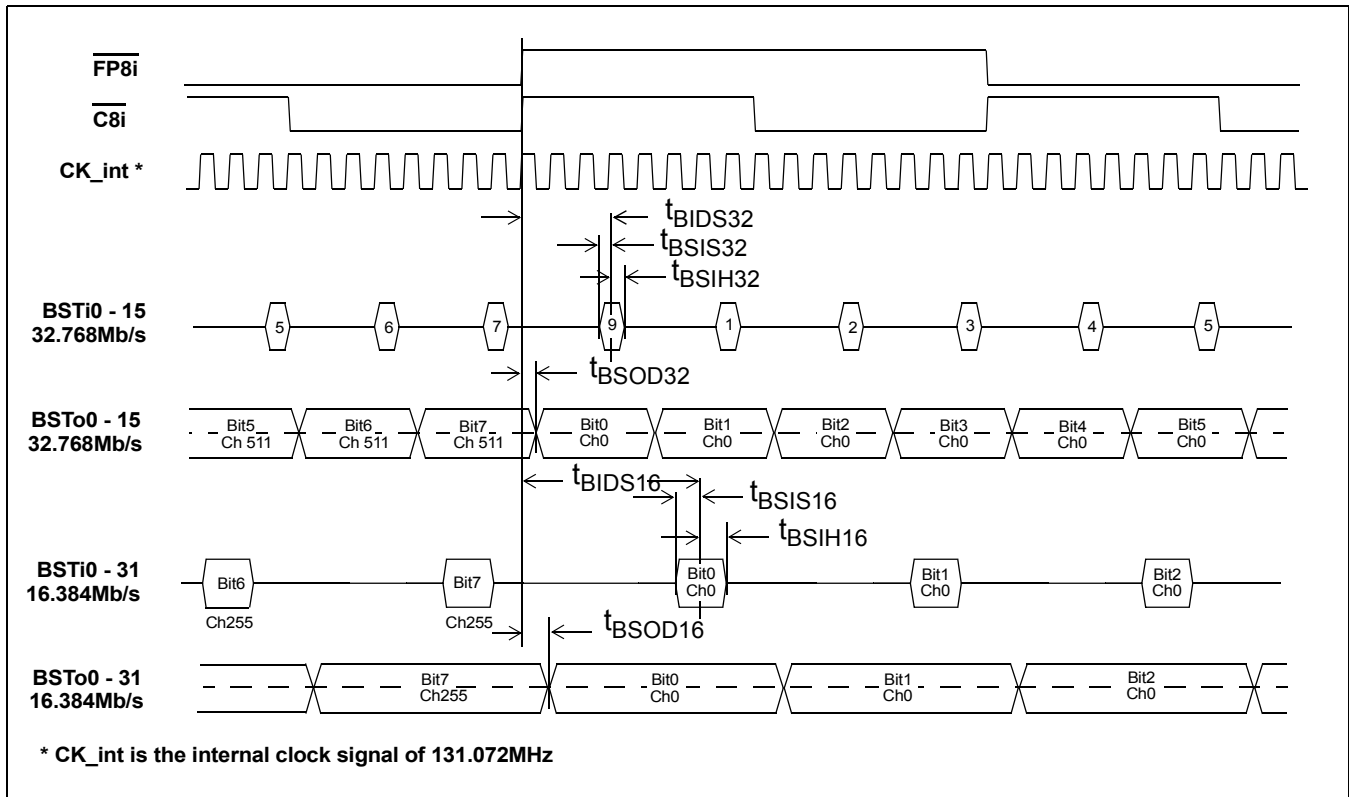 FP8i
C8i
CK_int *
tBIDS32
tBSIS32
tBSIH32
BSTi0 - 15
32.768Mb/s
5 6 7 9 1 2 3 4 5
tBSOD32
BSTo0 - 15
32.768Mb/s
Bit5 Bit6 Bit7 Bit0 Bit1 Bit2 Bit3 Bit4 Bit5
Ch 511 Ch 511 Ch 511 Ch0 Ch0 Ch0 Ch0 Ch0 Ch0
tBIDS16
tBSIS16
tBSIH16
BSTi0 - 31
16.384Mb/s
Bit6 Bit7 Bit0 Bit1 Bit2
Ch0 Ch0 Ch0
Ch255 Ch255
tBSOD16
BSTo0 - 31
16.384Mb/s
Bit7 Bit0 Bit1 Bit2
Ch255 Ch0 Ch0 Ch0
* CK_int is the internal clock signal of 131.072MHz